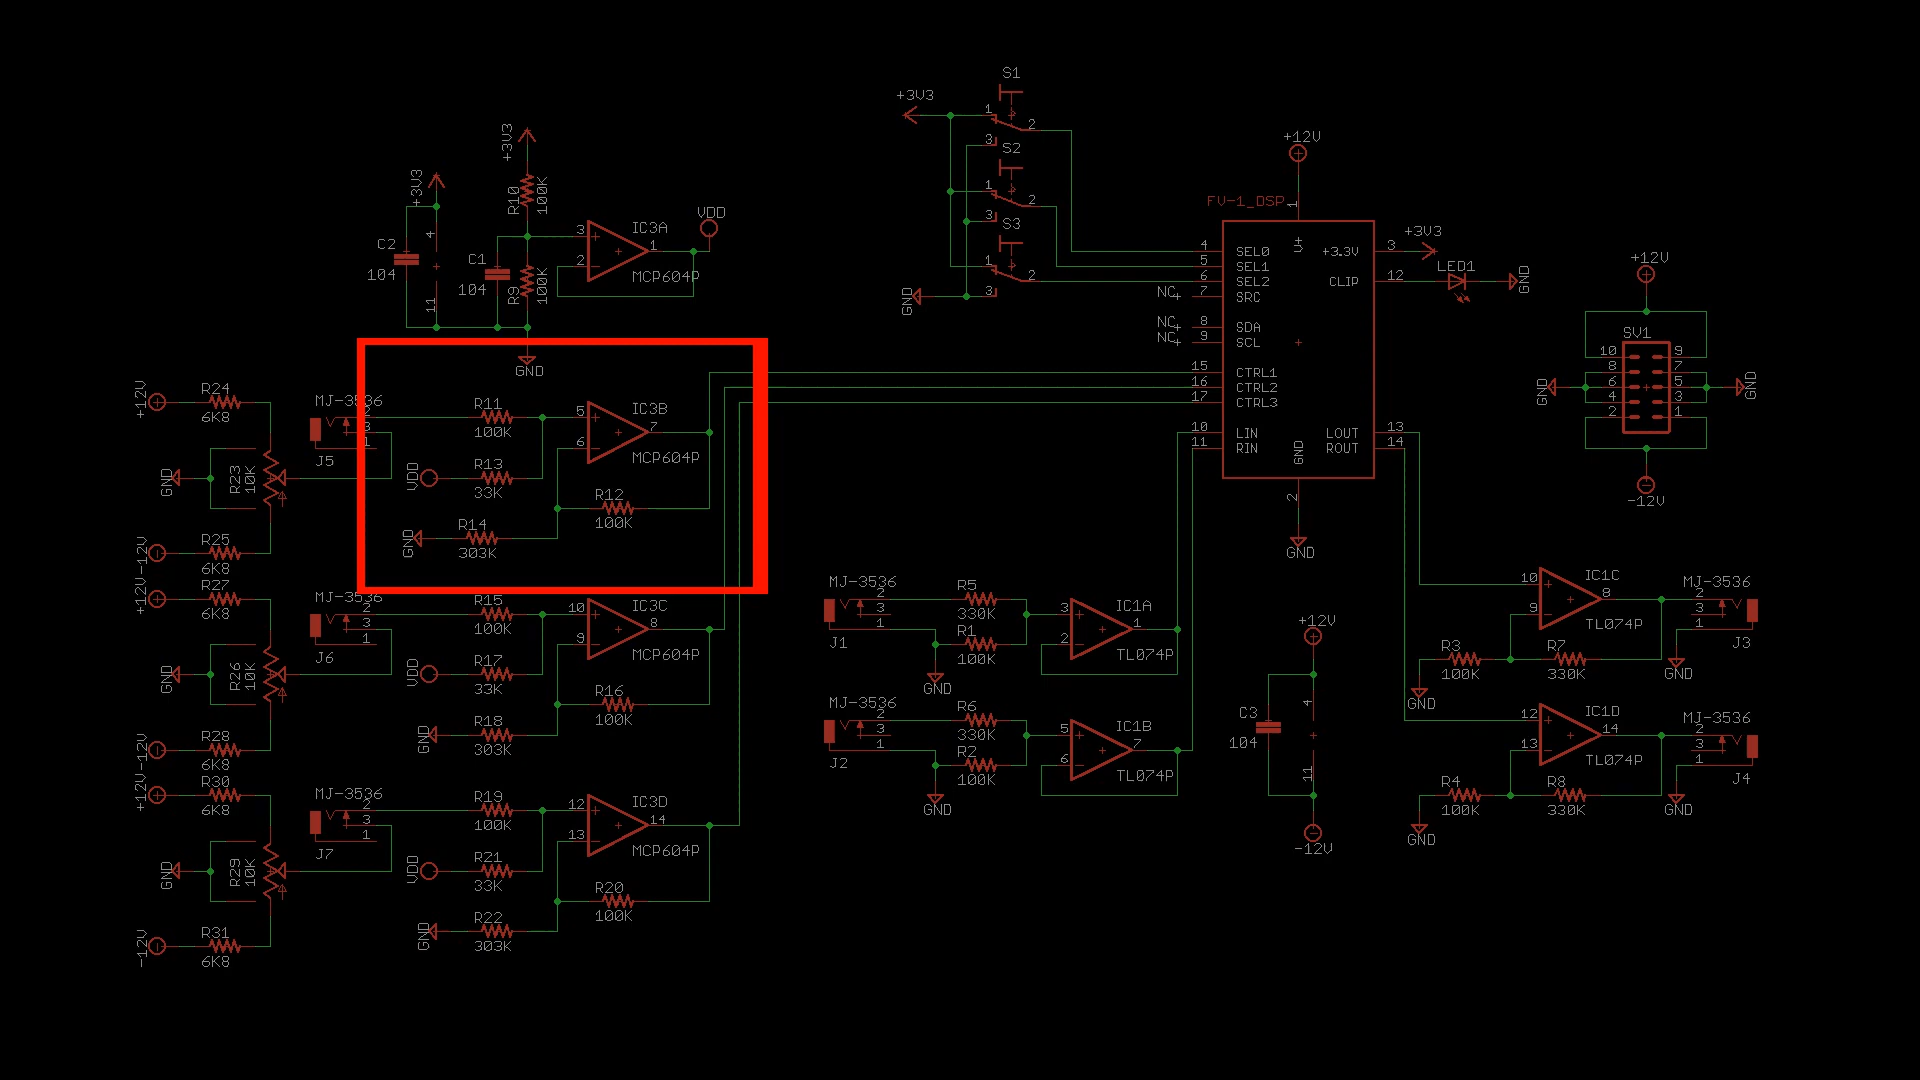 S1
+3V3
1
2
3
S2
1
2
3
S3
1
2
3
GND
+3V3
R10
100K
+3V3
C2
104
4
11
C1
104
R9
100K
3
2
1
IC3A
MCP604P
VDD
GND
+12V
R24
6K8
MJ-3536
2
3
1
J5
GND
R23
10K
-12V
R25
6K8
R11
100K
VDD
R13
33K
GND
R14
303K
5
6
7
IC3B
MCP604P
R12
100K
+12V
R27
6K8
MJ-3536
2
3
1
J6
GND
R26
10K
-12V
R28
6K8
R15
100K
VDD
R17
33K
GND
R18
303K
10
9
8
IC3C
MCP604P
R16
100K
+12V
R30
6K8
MJ-3536
2
3
1
J7
GND
R29
10K
-12V
R31
6K8
R19
100K
VDD
R21
33K
GND
R22
303K
12
13
14
IC3D
MCP604P
R20
100K
+12V
FV-1_DSP
1
V+
4 SEL0
5 SEL1
6 SEL2
NC 7 SRC
NC 8 SDA
NC 9 SCL
15 CTRL1
16 CTRL2
17 CTRL3
10 LIN
11 RIN
+3.3V 3
+3V3
CLIP 12
LED1
GND
LOUT 13
ROUT 14
GND
2
GND
+12V
SV1
10 9
8 7
6 5
4 3
2 1
GND
GND
-12V
MJ-3536
2
3
1
J1
R5
330K
R1
100K
GND
3
2
1
IC1A
TL074P
MJ-3536
2
3
1
J2
R6
330K
R2
100K
GND
5
6
7
IC1B
TL074P
+12V
C3
104
4
11
-12V
10
9
8
IC1C
TL074P
R3
100K
R7
330K
GND
MJ-3536
2
3
1
J3
GND
12
13
14
IC1D
TL074P
R4
100K
R8
330K
GND
MJ-3536
2
3
1
J4
GND